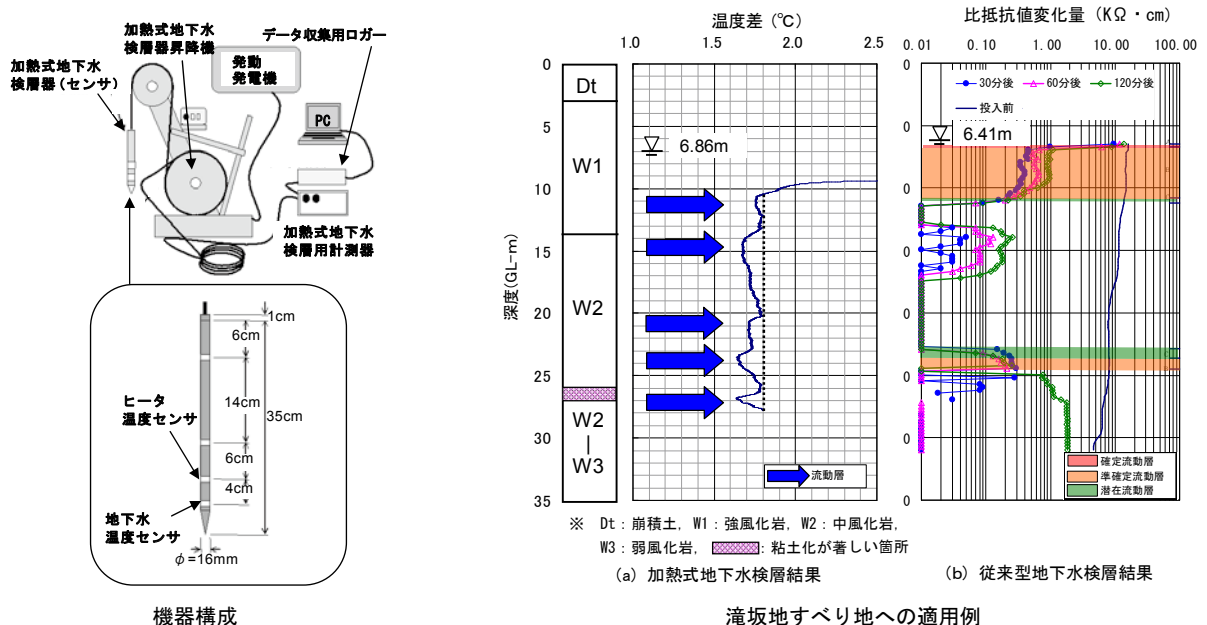 加熱式地下水
検層器昇降機
データ収集用ロガー
加熱式地下水
検層器(センサ)
発動
発電機
PC
加熱式地下水
検層用計測器
1cm
6cm
14cm
35cm
ヒータ
温度センサ
6cm
4cm
地下水
温度センサ
φ=16mm
機器構成
温度差(℃)
1.0 1.5 2.0 2.5
深度(GL-m)
0
5
10
15
20
25
30
35
Dt
W1
W2
W2
|
W3
6.86m
流動層
比抵抗値変化量(KΩ・cm)
0.01 0.10 1.00 10.00 100.00
30分後 60分後 120分後
投入前
6.41m
0
0
0
0
0
0
0
0
確定流動層
準確定流動層
潜在流動層
※ Dt:崩積土, W1:強風化岩, W2:中風化岩,
W3:弱風化岩, :粘土化が著しい箇所
(a) 加熱式地下水検層結果
(b) 従来型地下水検層結果
滝坂地すべり地への適用例